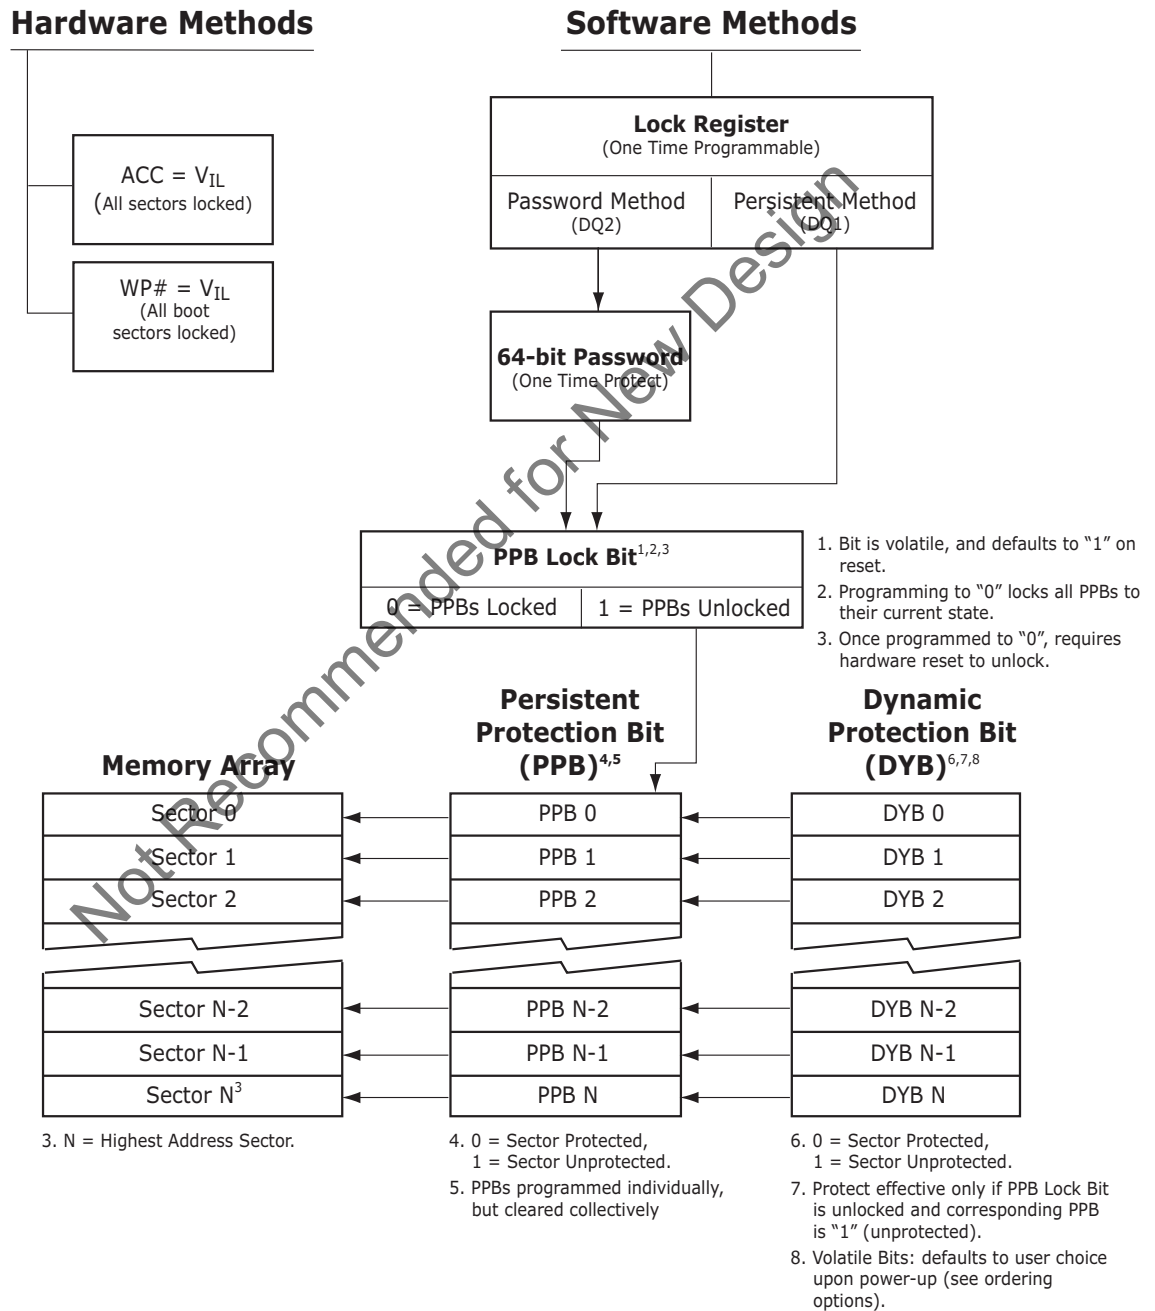 Hardware Methods
Software Methods
ACC = VIL
(All sectors locked)
WP# = VIL
(All boot
sectors locked)
Lock Register
(One Time Programmable)
Password Method
(DQ2)
Persistent Method
(DQ1)
64-bit Password
(One Time Protect)
PPB Lock Bit1,2,3
0 = PPBs Locked
1 = PPBs Unlocked
1. Bit is volatile, and defaults to “1” on
reset.
2. Programming to “0” locks all PPBs to
their current state.
3. Once programmed to “0”, requires
hardware reset to unlock.
Memory Array
Persistent
Protection Bit
(PPB)4,5
Dynamic
Protection Bit
(DYB)6,7,8
Sector 0
PPB 0
DYB 0
Sector 1
PPB 1
DYB 1
Sector 2
PPB 2
DYB 2
Sector N-2
PPB N-2
DYB N-2
Sector N-1
PPB N-1
DYB N-1
Sector N3
PPB N
DYB N
3. N = Highest Address Sector.
4. 0 = Sector Protected,
1 = Sector Unprotected.
5. PPBs programmed individually,
but cleared collectively
6. 0 = Sector Protected,
1 = Sector Unprotected.
7. Protect effective only if PPB Lock Bit
is unlocked and corresponding PPB
is “1” (unprotected).
8. Volatile Bits: defaults to user choice
upon power-up (see ordering
options).
Not Recommended for New Design